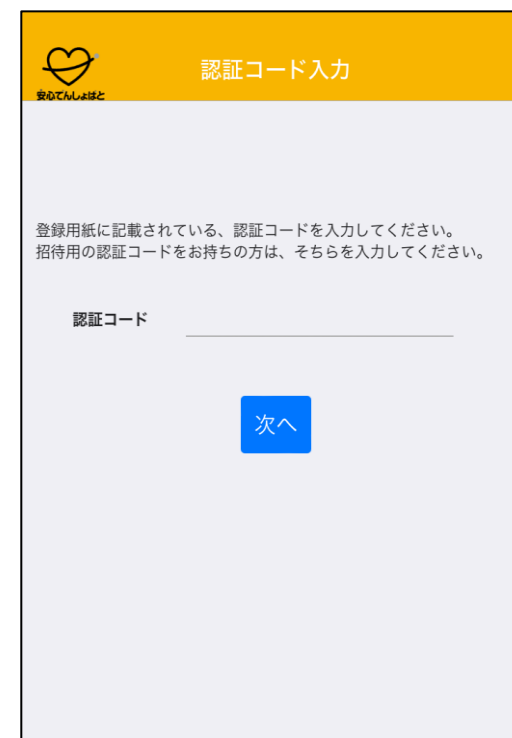 安心でんしょばと
認証コード入力
登録用紙に記載されている、認証コードを入力してください。
招待用の認証コードをお持ちの方は、そちらを入力してください。
認証コード
次へ